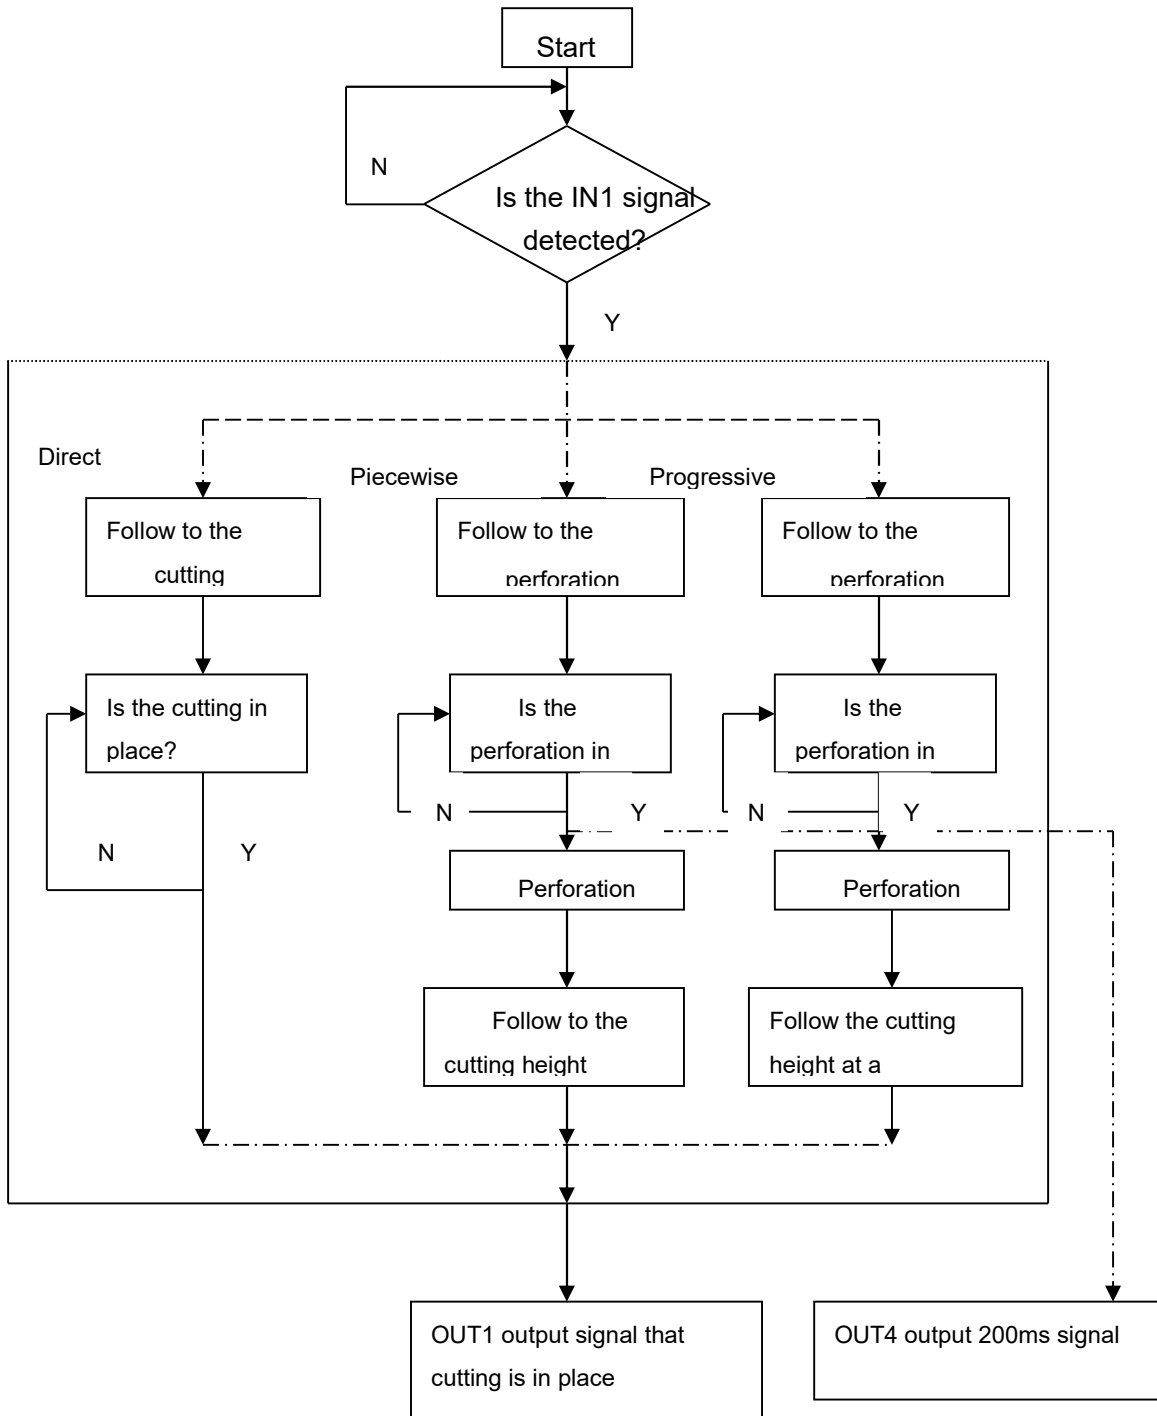 Start
N
Is the IN1 signal
detected?
Y
Direct
Piecewise
Progressive
Follow to the
cutting
Follow to the
perforation
Follow to the
perforation
Is the cutting in
place?
Is the
perforation in
Is the
perforation in
N
Y
N
Y
N
Y
Perforation
Perforation
Follow to the
cutting height
Follow the cutting
height at a
OUT1 output signal that
cutting is in place
OUT4 output 200ms signal